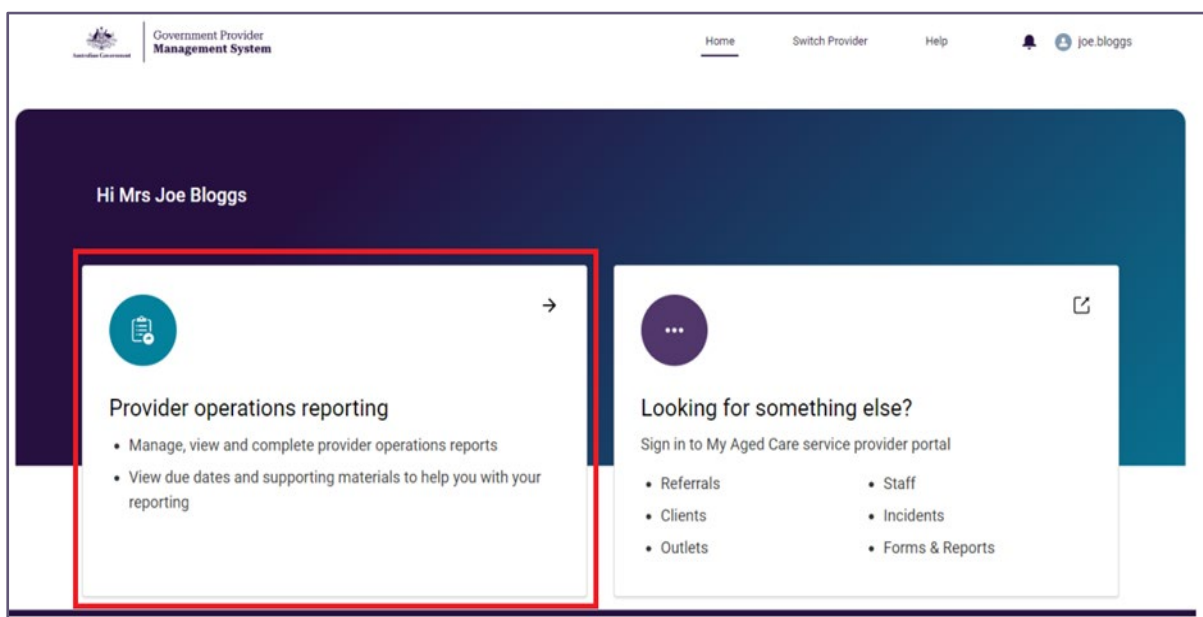 Australian Government
Government Provider
Management System
Home
Switch Provider
Help
joe.bloggs
Hi Mrs Joe Bloggs
Provider operations reporting
• Manage, view and complete provider operations reports
• View due dates and supporting materials to help you with your
reporting
Looking for something else?
Sign in to My Aged Care service provider portal
• Referrals
• Clients
• Outlets
• Staff
• Incidents
• Forms & Reports